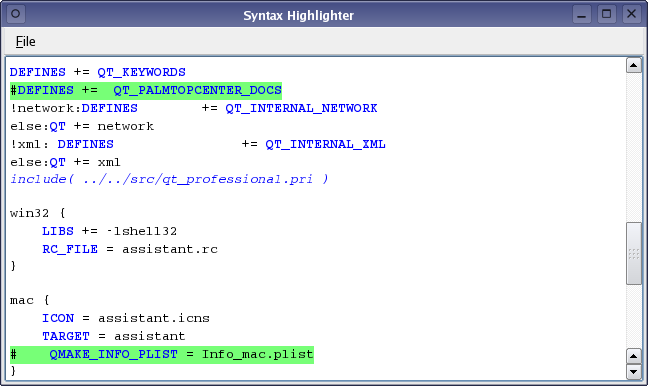 Syntax Highlighter
File
DEFINES += QT_KEYWORDS
#DEFINES +=  QT_PALMTOPCENTER_DOCS
!network:DEFINES        += QT_INTERNAL_NETWORK
else:QT += network
!xml: DEFINES                += QT_INTERNAL_XML
else:QT += xml
include( ../../src/qt_professional.pri )
win32 {
    LIBS += -lshell32
    RC_FILE = assistant.rc
}
mac {
    ICON = assistant.icns
    TARGET = assistant
#    QMAKE_INFO_PLIST = Info_mac.plist
}